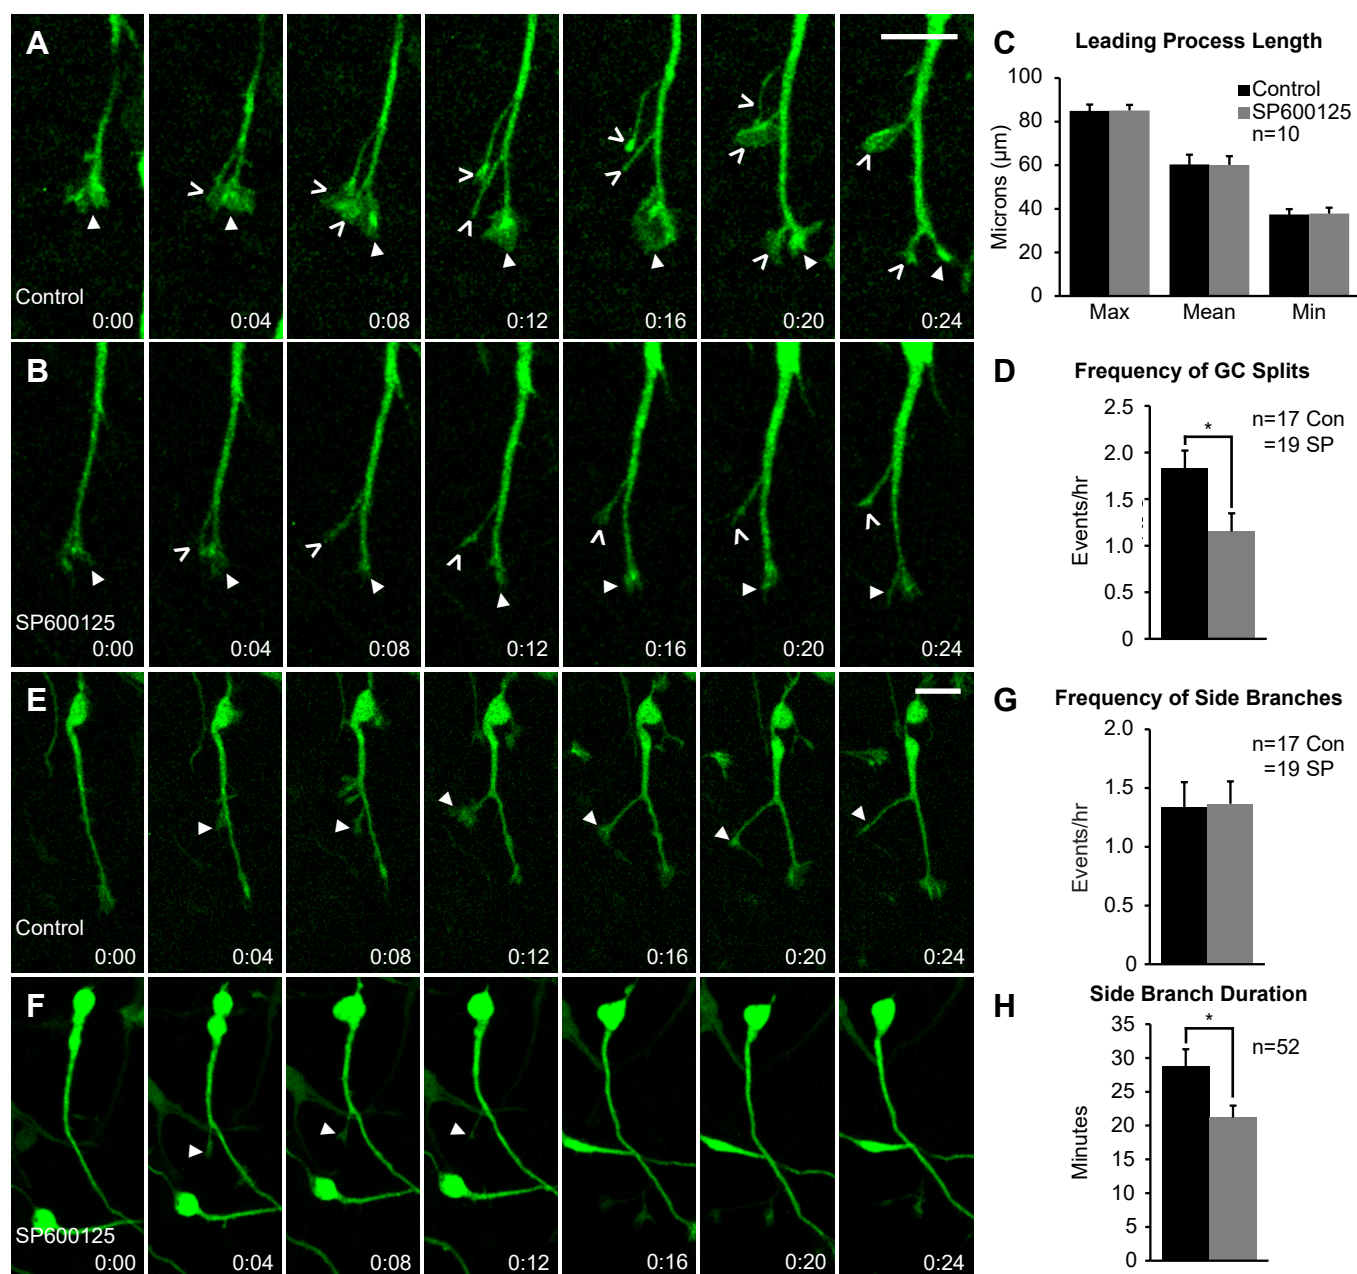 A
Control
0:00
0:04
0:08
0:12
0:16
0:20
0:24
B
SP600125
0:00
0:04
0:08
0:12
0:16
0:20
0:24
C
Leading Process Length
Microns (µm)
100
80
60
40
20
0
Control
SP600125
n=10
Max
Mean
Min
D
Frequency of GC Splits
Events/hr
2.5
2.0
1.5
1.0
0.5
0
*
n=17 Con
=19 SP
E
Control
0:00
0:04
0:08
0:12
0:16
0:20
0:24
F
SP600125
0:00
0:04
0:08
0:12
0:16
0:20
0:24
G
Frequency of Side Branches
Events/hr
2.0
1.5
1.0
0.5
0
n=17 Con
=19 SP
H
Side Branch Duration
Minutes
35
30
25
20
15
10
5
0
*
n=52